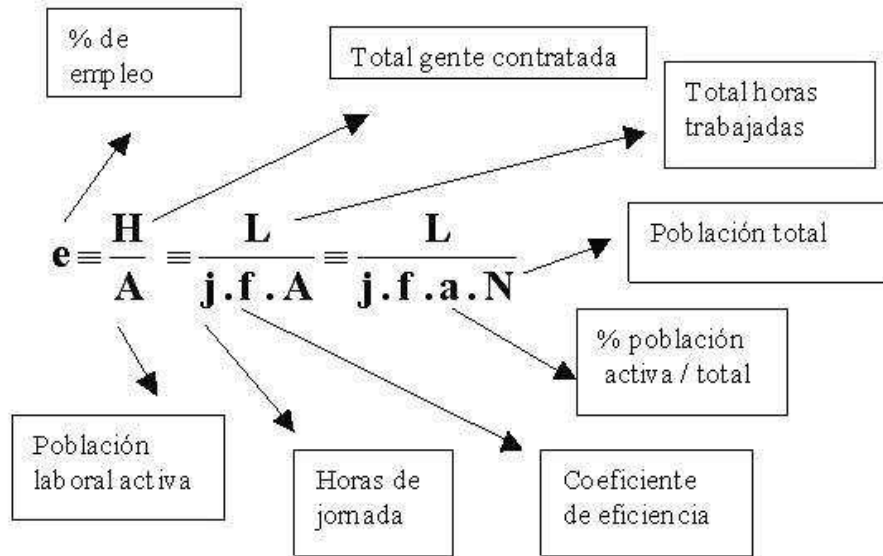 % de
empleo
Total gente contratada
Total horas
trabajadas
e ≡ H/A ≡ L/j.f.A ≡ L/j.f.a.N
Población total
% población
activa / total
Población
laboral activa
Horas de
jornada
Coeficiente
de eficiencia